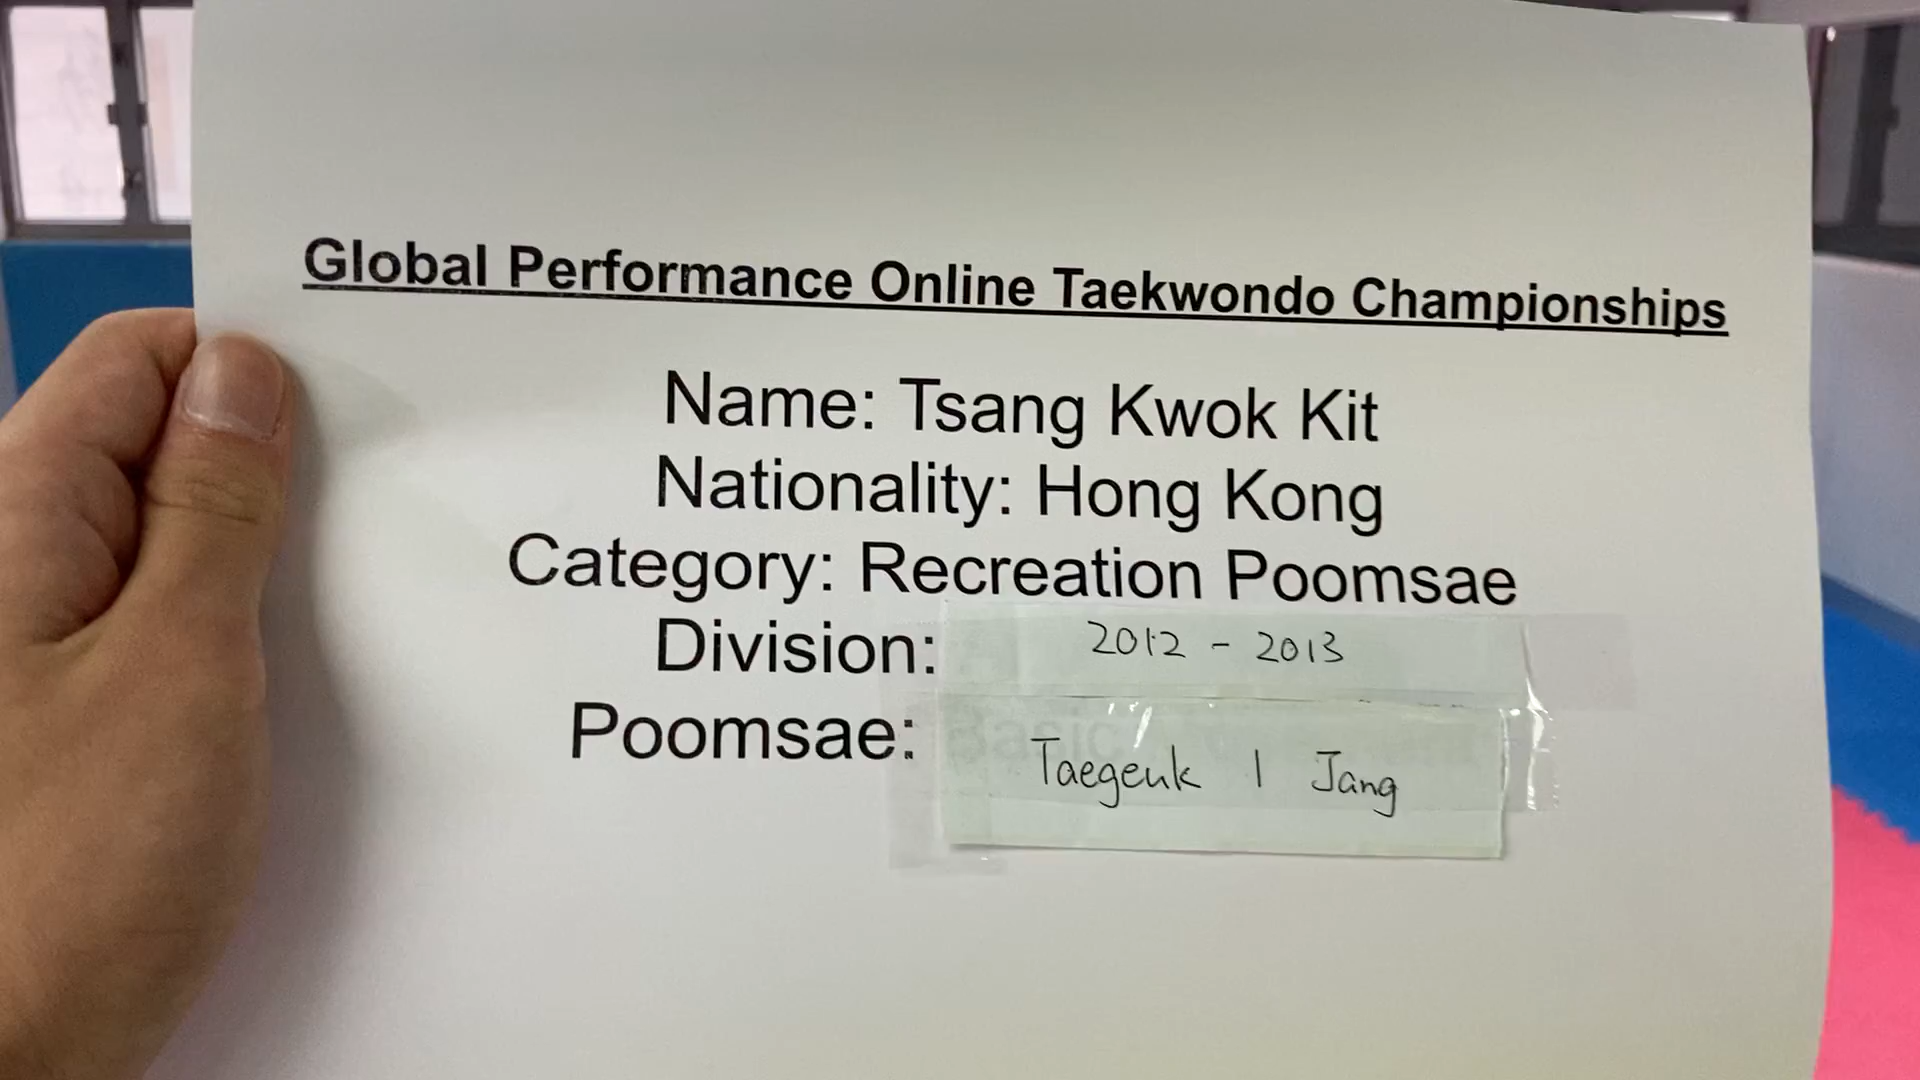 Global Performance Online Taekwondo Championships
Name: Tsang Kwok Kit
Nationality: Hong Kong
Category: Recreation Poomsae
Division: 2012 - 2013
Poomsae: Taegeuk 1 Jang